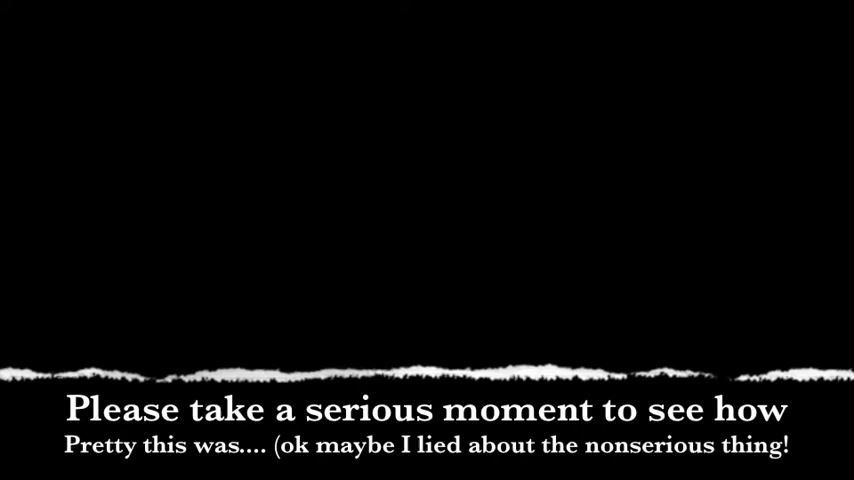 Please take a serious moment to see how
Pretty this was.... (ok maybe I lied about the nonserious thing!